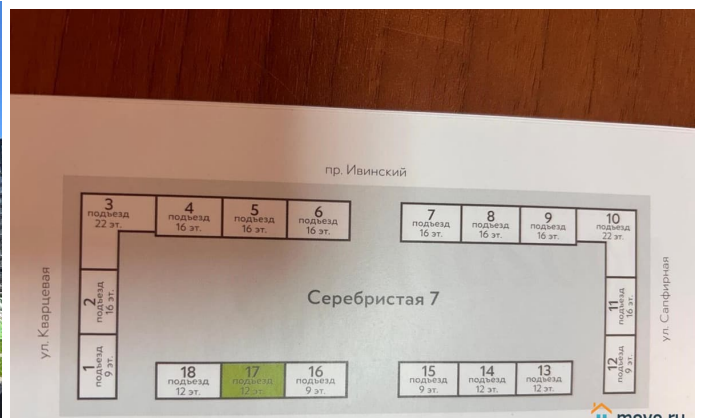 пр. Ивинский
3
подъезд
22 эт.
4
подъезд
16 эт.
5
подъезд
16 эт.
6
подъезд
16 эт.
7
подъезд
16 эт.
8
подъезд
16 эт.
9
подъезд
16 эт.
10
подъезд
22 эт.
ул. Кварцевая
2
подъезд
16 эт.
1
подъезд
9 эт.
Серебристая 7
11
подъезд
16 эт.
12
подъезд
9 эт.
ул. Сапфирная
18
подъезд
12 эт.
17
подъезд
12 эт.
16
подъезд
9 эт.
15
подъезд
9 эт.
14
подъезд
12 эт.
13
подъезд
12 эт.
move.ru